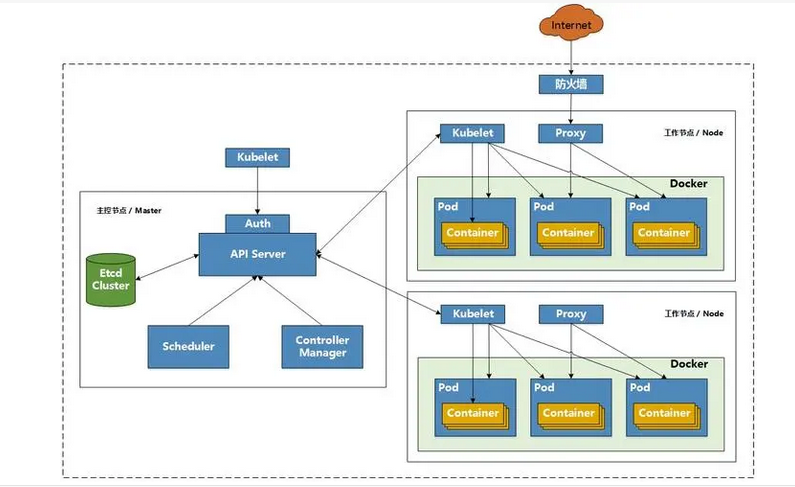 Internet
防火墙
Kubelet
Proxy
工作节点 / Node
Docker
Pod
Container
Pod
Container
Pod
Container
Kubelet
主控节点 / Master
Auth
API Server
Etcd
Cluster
Scheduler
Controller
Manager
Kubelet
Proxy
工作节点 / Node
Docker
Pod
Container
Pod
Container
Pod
Container